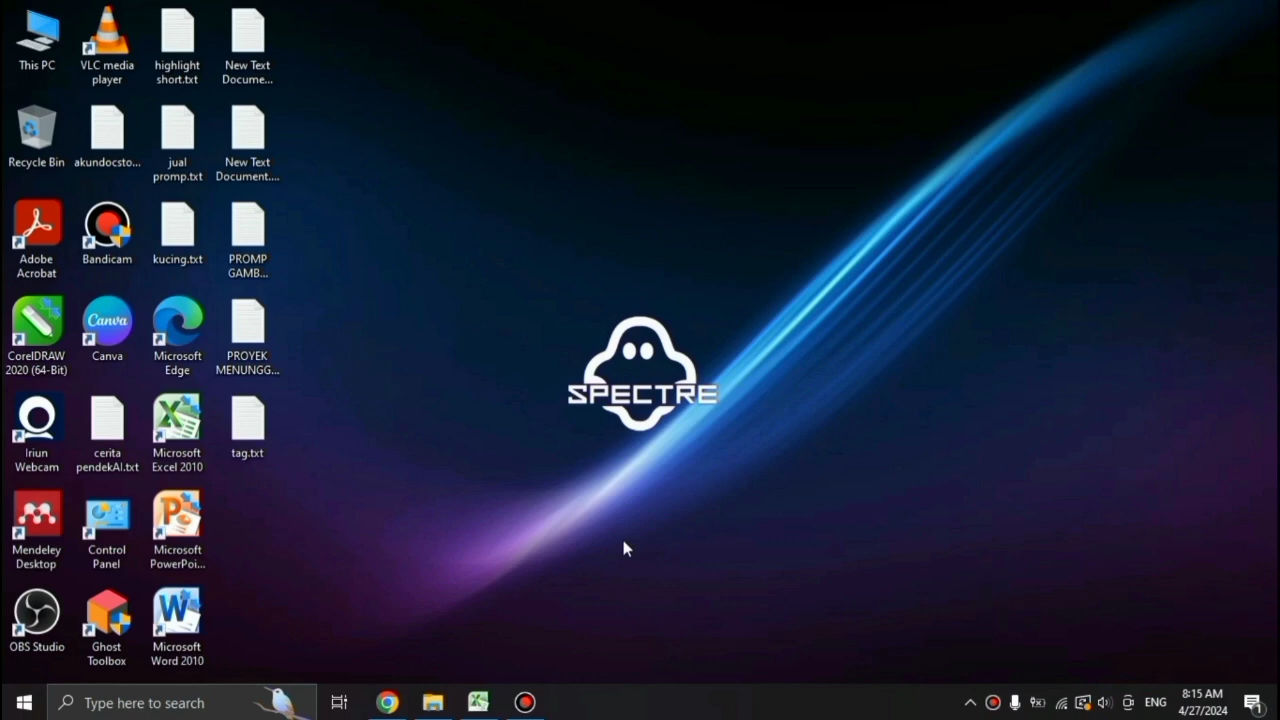 This PC
VLC media
player
highlight
short.txt
New Text
Docume...
Recycle Bin
akundocsto...
jual
promp.txt
New Text
Document....
Adobe
Acrobat
Bandicam
kucing.txt
PROMP
GAMB...
CorelDRAW
2020 (64-Bit)
Canva
Canva
Microsoft
Edge
PROYEK
MENUNGG...
SPECTRE
Iriun
Webcam
cerita
pendekAI.txt
Microsoft
Excel 2010
tag.txt
Mendeley
Desktop
Control
Panel
Microsoft
PowerPoi...
OBS Studio
Ghost
Toolbox
Microsoft
Word 2010
Type here to search
ENG
8:15 AM
4/27/2024
1